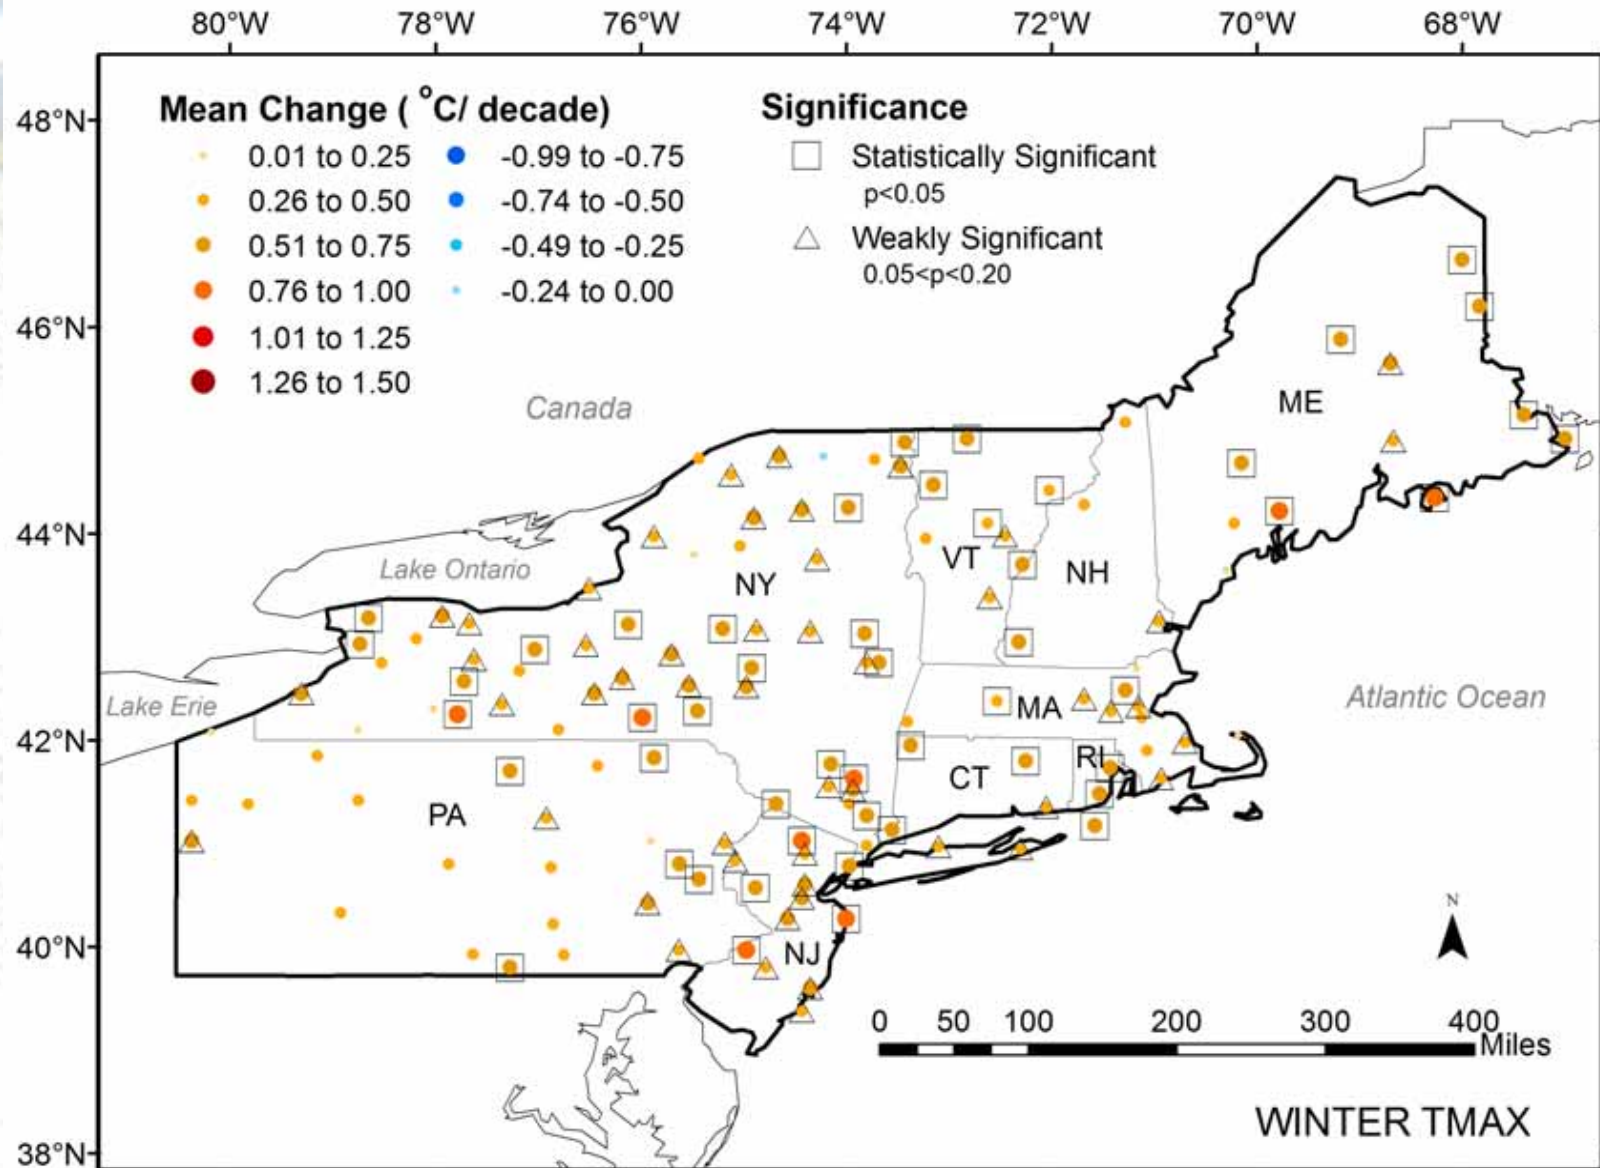 80°W 78°W 76°W 74°W 72°W 70°W 68°W
48°N
46°N
44°N
42°N
40°N
38°N
Mean Change ( °C/ decade)
0.01 to 0.25
0.26 to 0.50
0.51 to 0.75
0.76 to 1.00
1.01 to 1.25
1.26 to 1.50
-0.99 to -0.75
-0.74 to -0.50
-0.49 to -0.25
-0.24 to 0.00
Significance
Statistically Significant
p<0.05
Weakly Significant
0.05<p<0.20
Canada
ME
Lake Ontario
NY
VT
NH
Lake Erie
MA
Atlantic Ocean
CT
RI
PA
NJ
N
0 50 100 200 300 400
Miles
WINTER TMAX